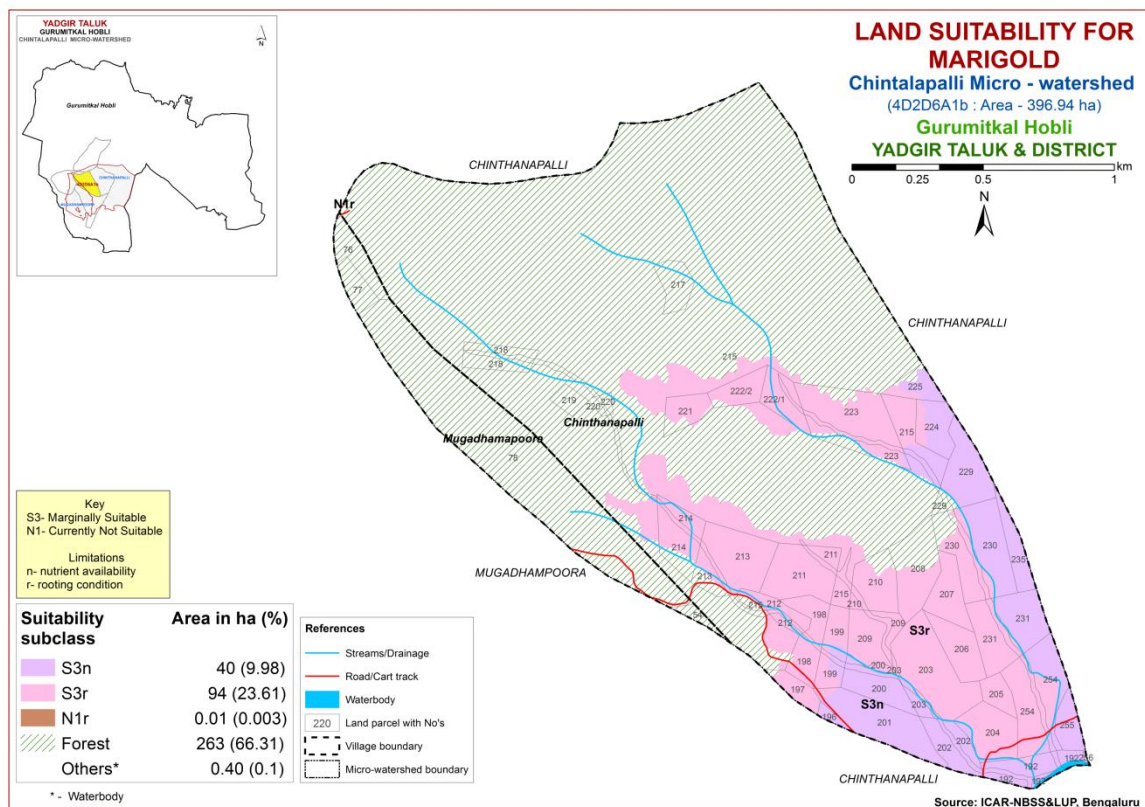 YADGIR TALUK
GURUMITKAL HOBLI
CHINTALAPALLI MICRO-WATERSHED
N
Gurumitkal Hobli
CHINTHANAPALLI
4D2D6A1b
LAND SUITABILITY FOR
MARIGOLD
Chintalapalli Micro - watershed
(4D2D6A1b : Area - 396.94 ha)
Gurumitkal Hobli
YADGIR TALUK & DISTRICT
km
0 0.25 0.5 1
N
CHINTHANAPALLI
N1r
76
77
217
CHINTHANAPALLI
218
218
215
225
222/2
222/1
219
220
220
221
223
215
224
Chinthanapalli
Mugadhamapoora
78
223
229
229
214
214
213
211
230
230
235
208
210
211
215
207
MUGADHAMPOORA
213
212
210
198
212
199
209
209
S3r
206
231
231
54
198
199
200
203
203
254
197
200
S3n
203
205
254
196
201
204
255
202
202
192
192
192
CHINTHANAPALLI
Key
S3- Marginally Suitable
N1- Currently Not Suitable
Limitations
n- nutrient availability
r- rooting condition
Suitability subclass Area in ha (%)
S3n 40 (9.98)
S3r 94 (23.61)
N1r 0.01 (0.003)
Forest 263 (66.31)
Others* 0.40 (0.1)
* - Waterbody
References
Streams/Drainage
Road/Cart track
Waterbody
220 Land parcel with No's
Village boundary
Micro-watershed boundary
Source: ICAR-NBSS&LUP, Bengaluru